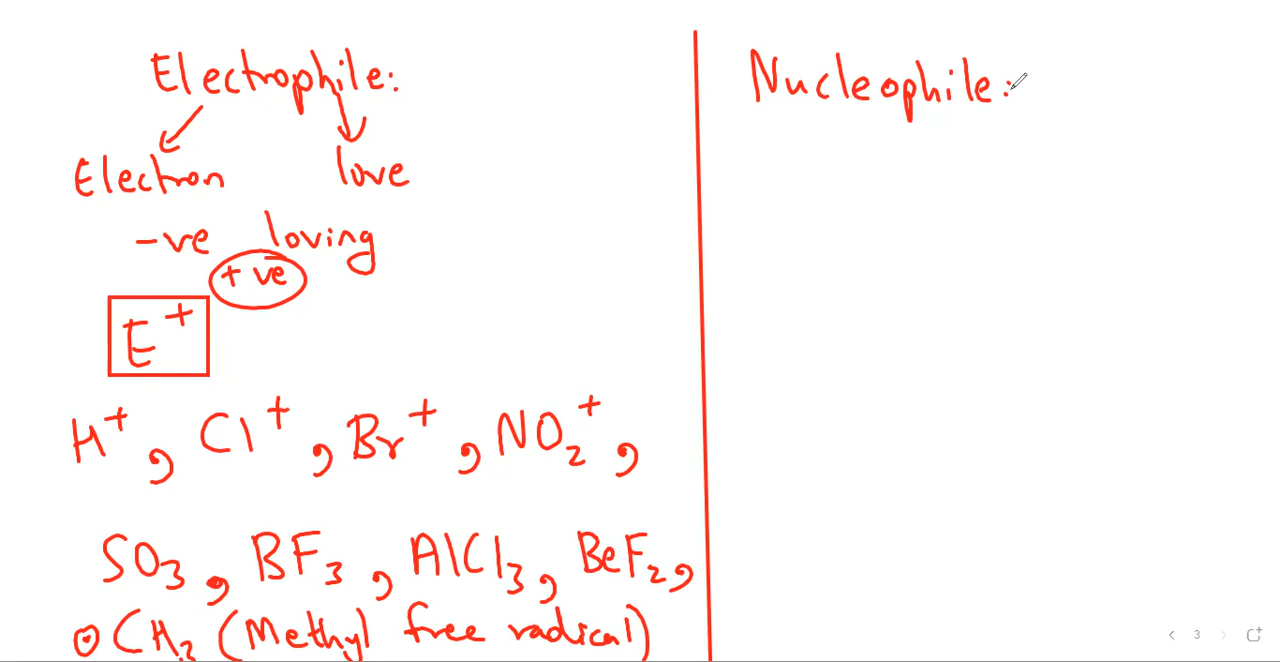 Electrophile:
Electron love
-ve loving
+ ve
E⁺
H⁺, Cl⁺, Br⁺, NO₂⁺,
SO₃, BF₃, AlCl₃, BeF₂,
⊙CH₃ (Methyl free radical)
Nucleophile:
3